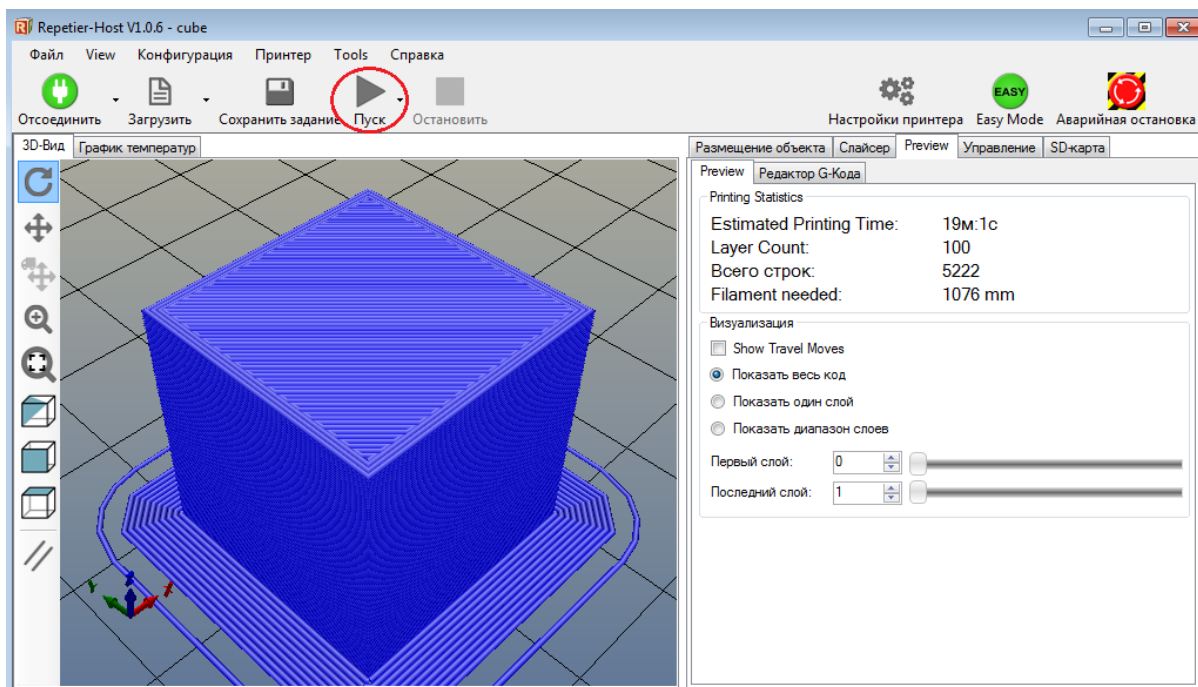 Repetier-Host V1.0.6 - cube
Файл View Конфигурация Принтер Tools Справка
EASY
Отсоединить Загрузить Сохранить задание Пуск Остановить Настройки принтера Easy Mode Аварийная остановка
3D-Вид График температур Размещение объекта Слайсер Preview Управление SD-карта
Preview Редактор G-Кода
Printing Statistics
Estimated Printing Time: 19м:1с
Layer Count: 100
Всего строк: 5222
Filament needed: 1076 mm
Визуализация
Show Travel Moves
Показать весь код
Показать один слой
Показать диапазон слоев
Первый слой: 0
Последний слой: 1